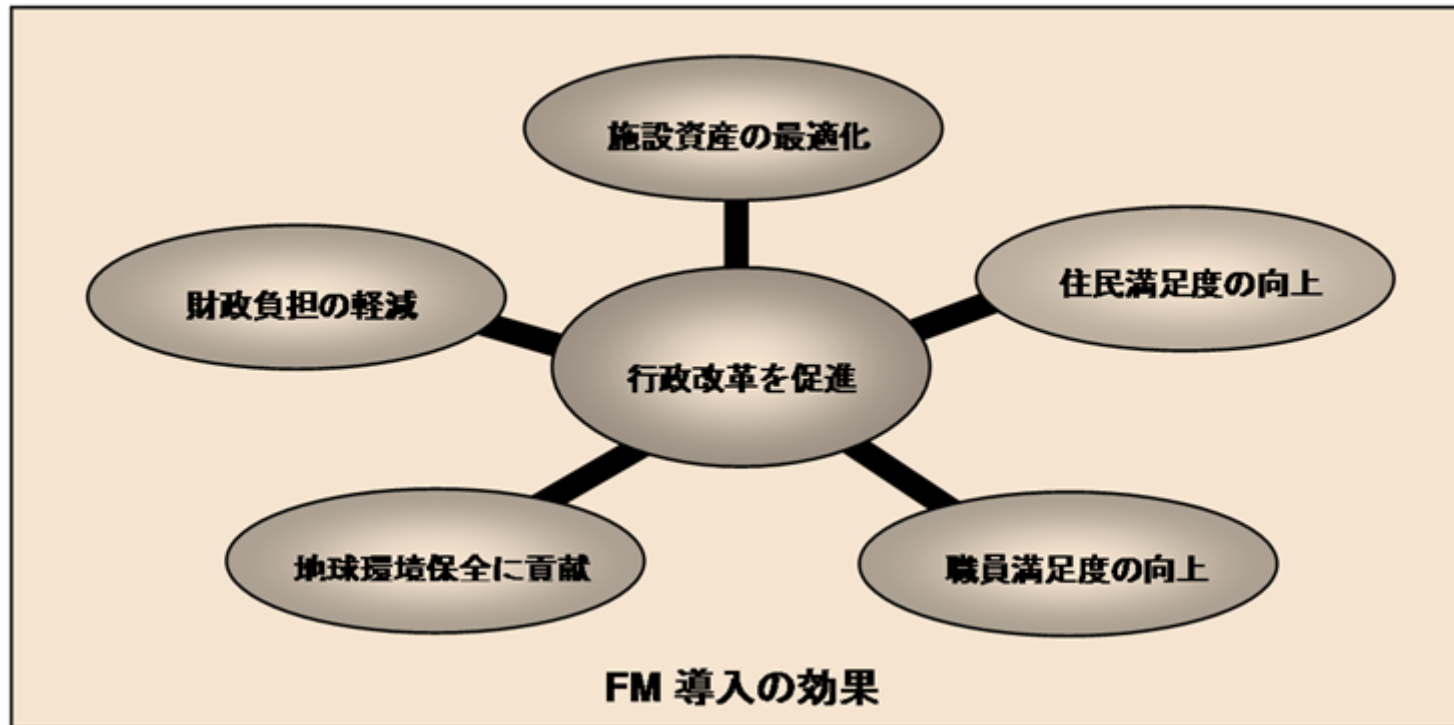 施設資産の最適化
住民満足度の向上
財政負担の軽減
行政改革を促進
地球環境保全に貢献
職員満足度の向上
FM 導入の効果